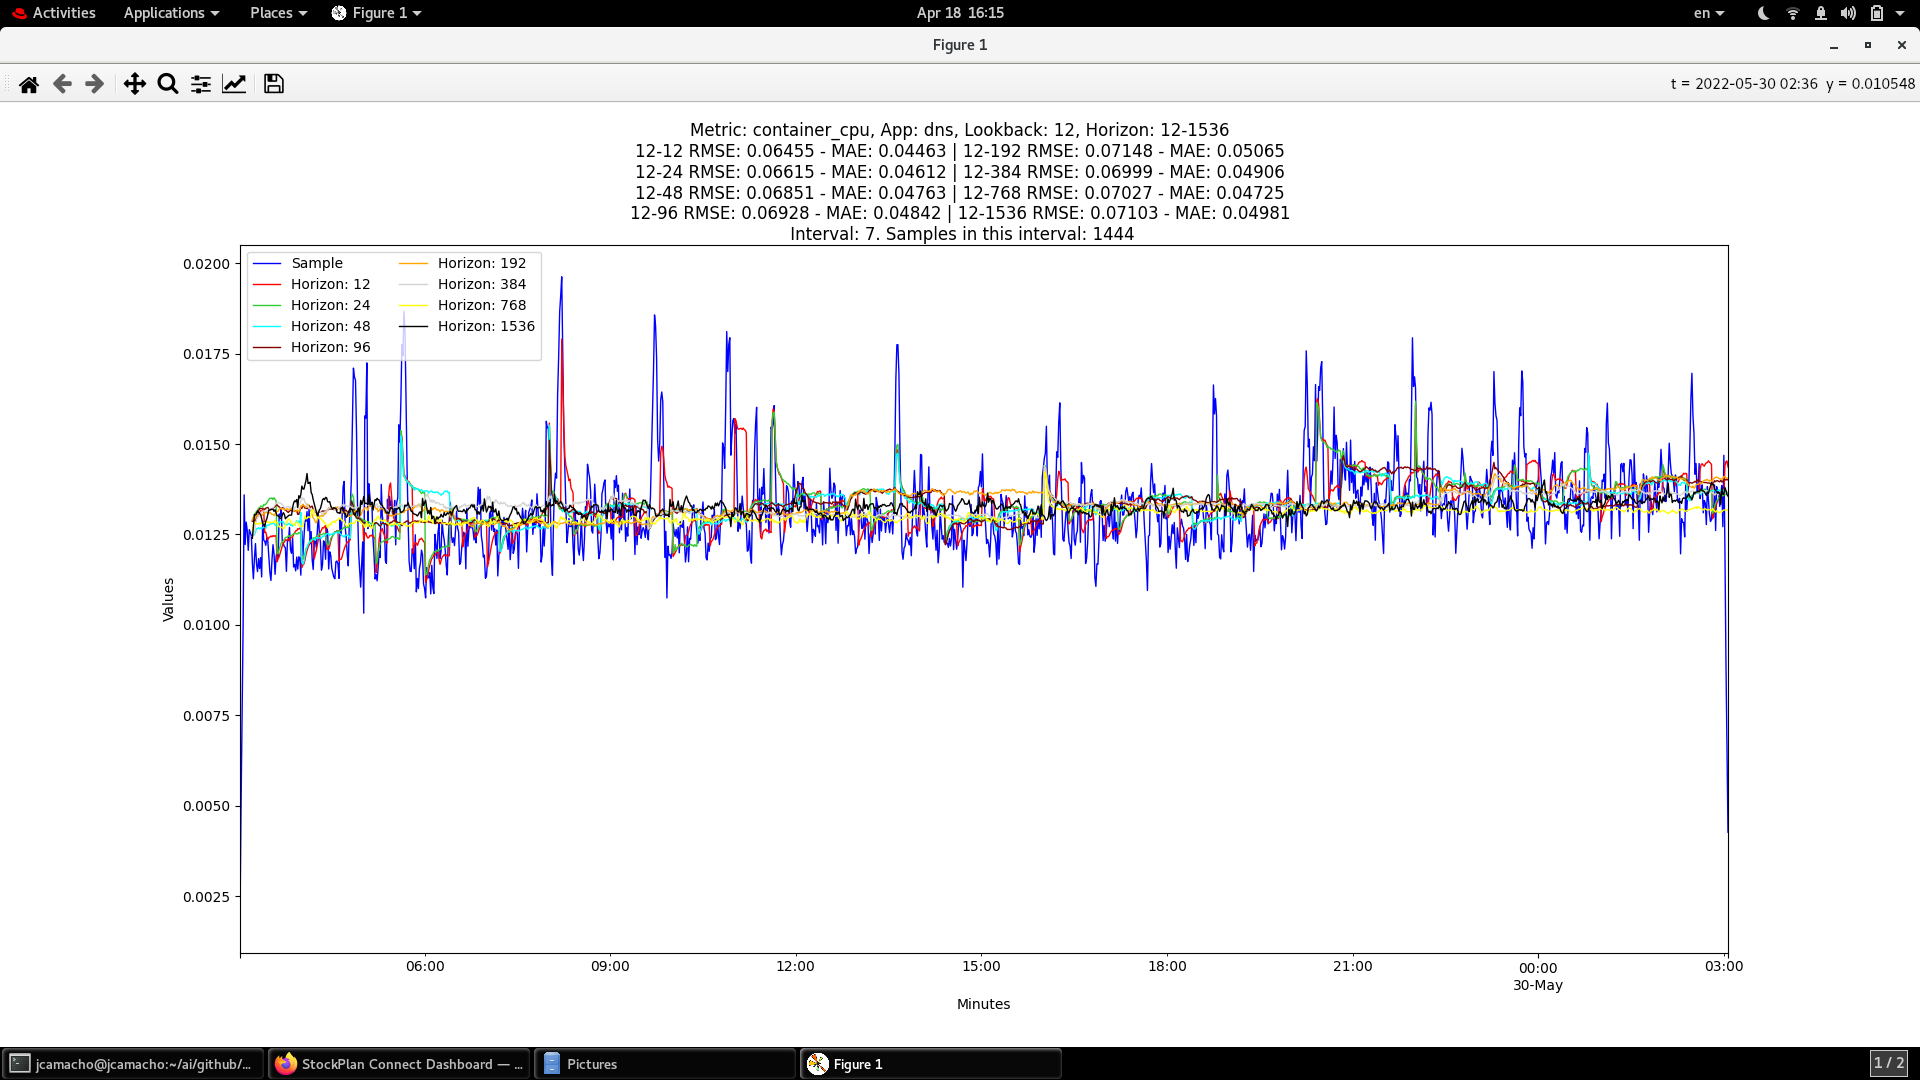 Activities Applications Places Figure 1 Apr 18 16:15 en
Figure 1
t = 2022-05-30 02:36 y = 0.010548
Metric: container_cpu, App: dns, Lookback: 12, Horizon: 12-1536
12-12 RMSE: 0.06455 - MAE: 0.04463 | 12-192 RMSE: 0.07148 - MAE: 0.05065
12-24 RMSE: 0.06615 - MAE: 0.04612 | 12-384 RMSE: 0.06999 - MAE: 0.04906
12-48 RMSE: 0.06851 - MAE: 0.04763 | 12-768 RMSE: 0.07027 - MAE: 0.04725
12-96 RMSE: 0.06928 - MAE: 0.04842 | 12-1536 RMSE: 0.07103 - MAE: 0.04981
Interval: 7. Samples in this interval: 1444
Sample
Horizon: 12
Horizon: 24
Horizon: 48
Horizon: 96
Horizon: 192
Horizon: 384
Horizon: 768
Horizon: 1536
0.0200
0.0175
0.0150
0.0125
0.0100
0.0075
0.0050
0.0025
Values
06:00 09:00 12:00 15:00 18:00 21:00 00:00 03:00
30-May
Minutes
jcamacho@jcamacho:~/ai/github/... StockPlan Connect Dashboard — ... Pictures Figure 1 1 / 2